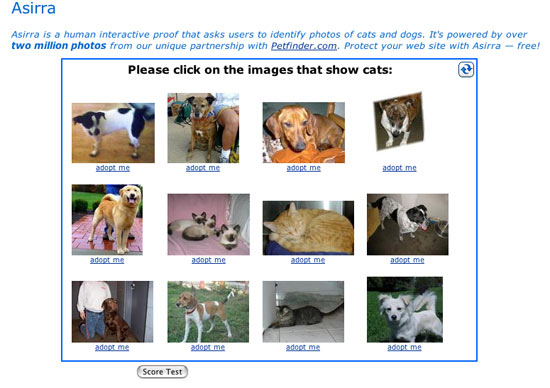 Asirra
Asirra is a human interactive proof that asks users to identify photos of cats and dogs. It's powered by over
two million photos from our unique partnership with Petfinder.com. Protect your web site with Asirra — free!
Please click on the images that show cats:
adopt me adopt me adopt me adopt me
adopt me adopt me adopt me adopt me
adopt me adopt me adopt me adopt me
Score Test